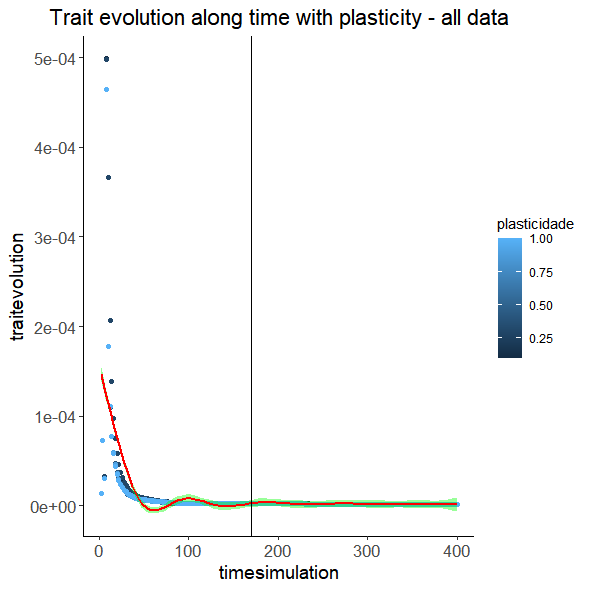 Trait evolution along time with plasticity - all data
5e-04
4e-04
3e-04
2e-04
1e-04
0e+00
traitevolution
0 100 200 300 400
timesimulation
plasticidade
1.00
0.75
0.50
0.25